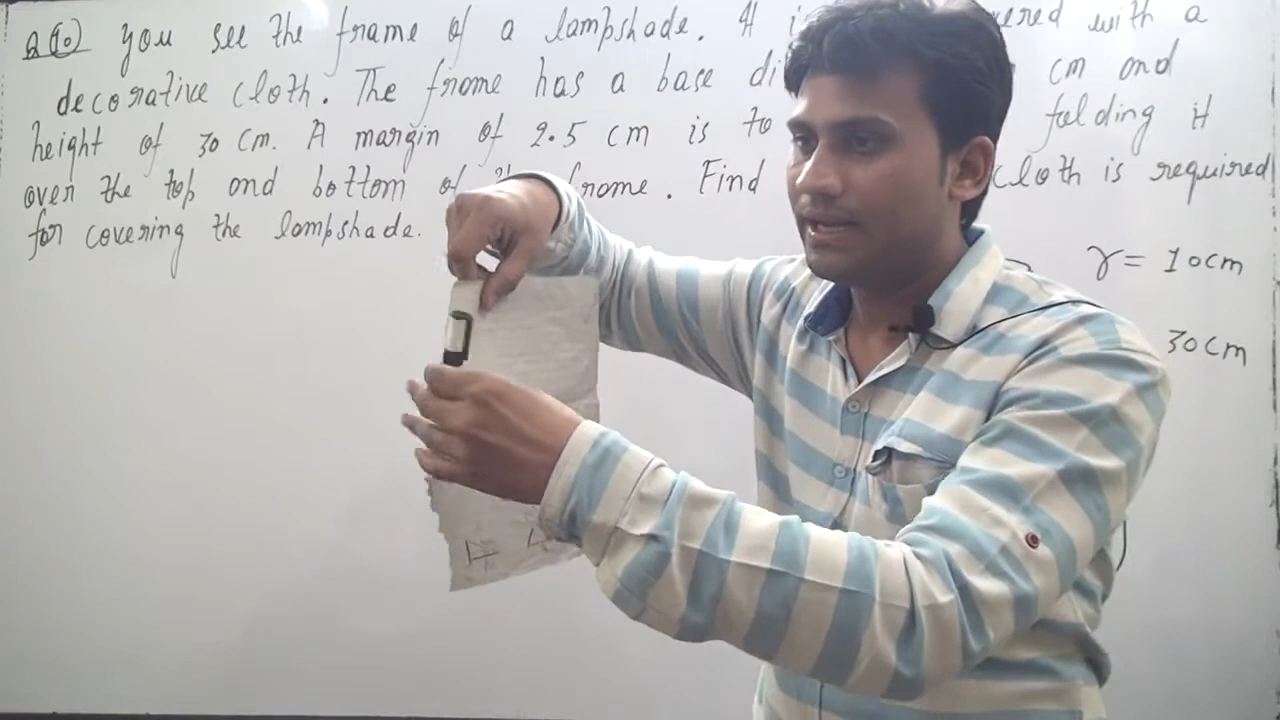 Q(10) you see the frame of a lampshade. It i vered with a
decorative cloth. The frame has a base di cm and
height of 30 cm. A margin of 2.5 cm is to folding it
over the top and bottom of frame. Find cloth is required
for covering the lampshade.
r = 10cm
30cm